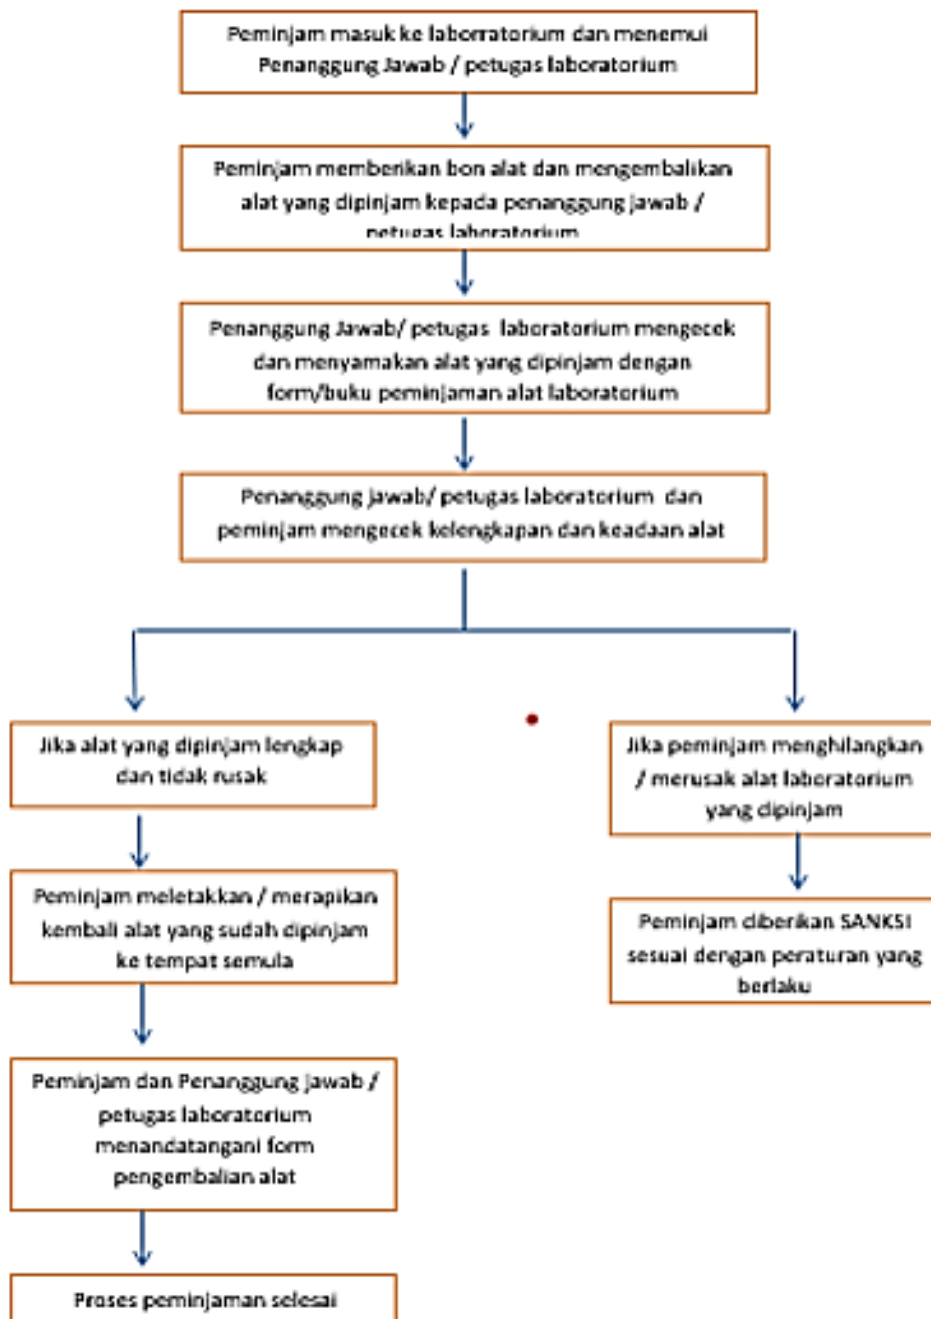 Peminjam masuk ke laborratorium dan menemui
Penanggung Jawab / petugas laboratorium
Peminjam memberikan bon alat dan mengembalikan
alat yang dipinjam kepada penanggung jawab /
petugas laboratorium
Penanggung Jawab/ petugas laboratorium mengecek
dan menyamakan alat yang dipinjam dengan
form/buku peminjaman alat laboratorium
Penanggung jawab/ petugas laboratorium dan
peminjam mengecek kelengkapan dan keadaan alat
Jika alat yang dipinjam lengkap
dan tidak rusak
Peminjam meletakkan / merapikan
kembali alat yang sudah dipinjam
ke tempat semula
Peminjam dan Penanggung jawab /
petugas laboratorium
menandatangani form
pengembalian alat
Proses peminjaman selesai
Jika peminjam menghilangkan
/ merusak alat laboratorium
yang dipinjam
Peminjam diberikan SANKSI
sesuai dengan peraturan yang
berlaku